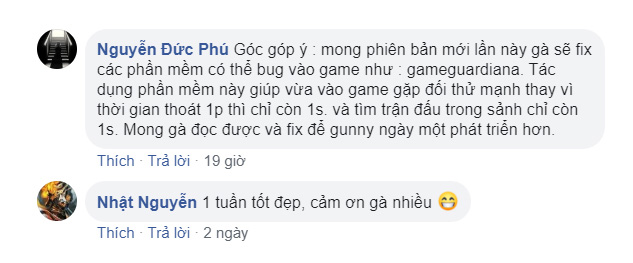 Nguyễn Đức Phú Góc góp ý : mong phiên bản mới lần này gà sẽ fix
các phần mềm có thể bug vào game như : gameguardiana. Tác
dụng phần mềm này giúp vừa vào game gặp đối thử mạnh thay vì
thời gian thoát 1p thì chỉ còn 1s. và tìm trận đấu trong sảnh chỉ còn
1s. Mong gà đọc được và fix để gunny ngày một phát triển hơn.
Thích · Trả lời · 19 giờ
Nhật Nguyễn 1 tuần tốt đẹp, cảm ơn gà nhiều 😁
Thích · Trả lời · 2 ngày